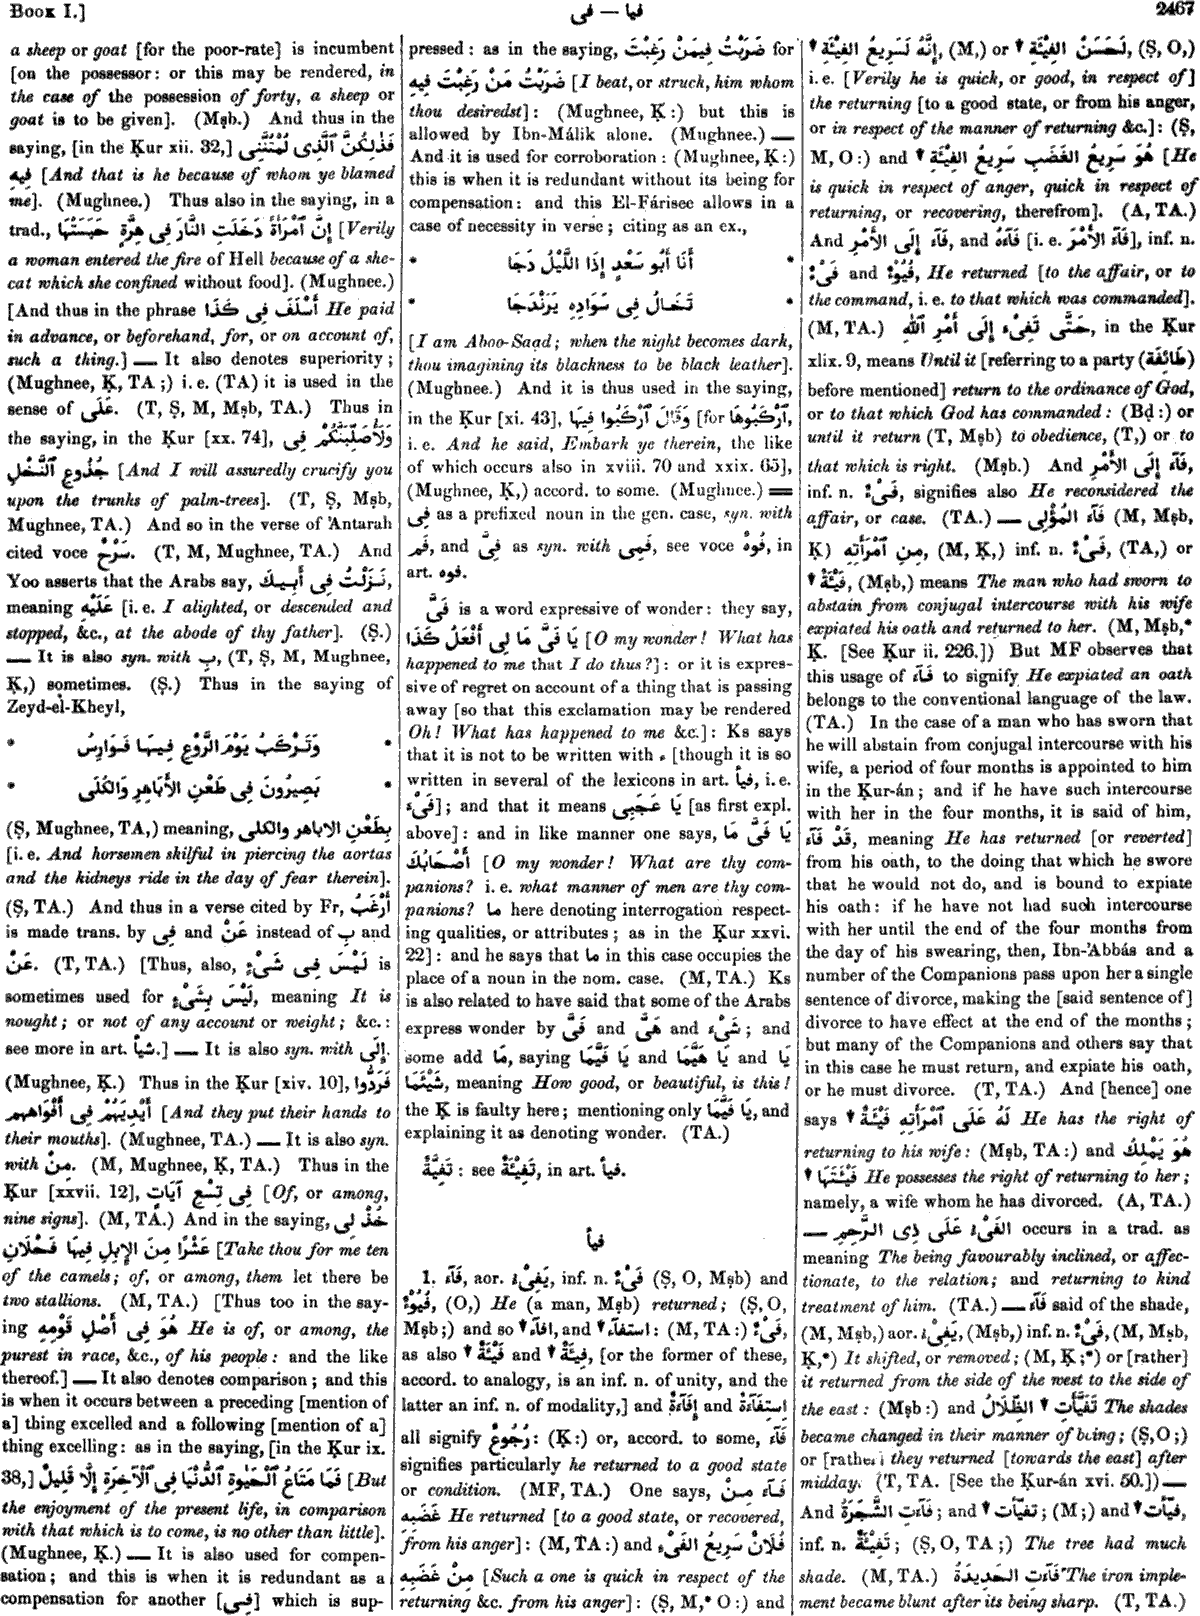 Book I.]
فيأ — فى
2467
a sheep or goat [for the poor-rate] is incumbent
[on the possessor: or this may be rendered, in
the case of the possession of forty, a sheep or
goat is to be given]. (Mṣb.) And thus in the
saying, [in the Ḳur xii. 32,] فَذٰلِكُنَّ ٱلَّذِى لُمْتُنَّنِى
فِيهِ [And that is he because of whom ye blamed
me]. (Mughnee.) Thus also in the saying, in a
trad., إِنَّ ٱمْرَأَةً دَخَلَتِ النَّارَ فِى هِرَّةٍ حَبَسَتْهَا [Verily
a woman entered the fire of Hell because of a she-
cat which she confined without food]. (Mughnee.)
[And thus in the phrase أَسْلَفَ فِى كَذَا He paid
in advance, or beforehand, for, or on account of,
such a thing.] — It also denotes superiority;
(Mughnee, Ḳ, TA;) i. e. (TA) it is used in the
sense of عَلَى. (T, Ṣ, M, Mṣb, TA.) Thus in
the saying, in the Ḳur [xx. 74], وَلَأُصَلِّبَنَّكُمْ فِى
جُذُوعِ ٱلنَّخْلِ [And I will assuredly crucify you
upon the trunks of palm-trees]. (T, Ṣ, Mṣb,
Mughnee, TA.) And so in the verse of 'Antarah
cited voce سَرْحٌ. (T, M, Mughnee, TA.) And
Yoo asserts that the Arabs say, نَزَلْتُ فِى أَبِيكَ,
meaning عَلَيْهِ [i. e. I alighted, or descended and
stopped, &c., at the abode of thy father]. (Ṣ.)
— It is also syn. with بِ, (T, Ṣ, M, Mughnee,
Ḳ,) sometimes. (Ṣ.) Thus in the saying of
Zeyd-el-Kheyl,
* وَتَرْكَبُ يَوْمَ الرَّوْعِ فِيهَا فَوَارِسُ *
* بَصِيرُونَ فِى طَعْنِ الأَبَاهِرِ وَالكُلَى *
(Ṣ, Mughnee, TA,) meaning, بِطَعْنِ الاباهر والكلى
[i. e. And horsemen skilful in piercing the aortas
and the kidneys ride in the day of fear therein].
(Ṣ, TA.) And thus in a verse cited by Fr, أَرْغَبُ
is made trans. by فِى and عَنْ instead of بِ and
عَنْ. (T, TA.) [Thus, also, لَيْسَ فِى شَىْءٍ is
sometimes used for لَيْسَ بِشَىْءٍ, meaning It is
nought; or not of any account or weight; &c.:
see more in art. شيأ.] — It is also syn. with إِلَى.
(Mughnee, Ḳ.) Thus in the Ḳur [xiv. 10], فَرَدُّوا
أَيْدِيَهُمْ فِى أَفْوَاهِهِمْ [And they put their hands to
their mouths]. (Mughnee, TA.) — It is also syn.
with مِنْ. (M, Mughnee, Ḳ, TA.) Thus in the
Ḳur [xxvii. 12], فِى تِسْعِ آيَاتٍ [Of, or among,
nine signs]. (M, TA.) And in the saying, خُذْ لِى
عَشْرًا مِنَ الإِبِلِ فِيهَا فَحْلَانِ [Take thou for me ten
of the camels; of, or among, them let there be
two stallions. (M, TA.) [Thus too in the say-
ing هُوَ فِى أَصْلِ قَوْمِهِ He is of, or among, the
purest in race, &c., of his people: and the like
thereof.] — It also denotes comparison; and this
is when it occurs between a preceding [mention of
a] thing excelled and a following [mention of a]
thing excelling: as in the saying, [in the Ḳur ix.
38,] فَمَا مَتَاعُ ٱلْحَيٰوةِ ٱلدُّنْيَا فِى ٱلْآخِرَةِ إِلَّا قَلِيلٌ [But
the enjoyment of the present life, in comparison
with that which is to come, is no other than little].
(Mughnee, Ḳ.) — It is also used for compen-
sation; and this is when it is redundant as a
compensation for another [فِى] which is sup-
pressed: as in the saying, ضَرَبْتُ فِيمَنْ رَغِبْتَ for
ضَرَبْتُ مَنْ رَغِبْتَ فِيهِ [I beat, or struck, him whom
thou desiredst]: (Mughnee, Ḳ:) but this is
allowed by Ibn-Málik alone. (Mughnee.) —
And it is used for corroboration: (Mughnee, Ḳ:)
this is when it is redundant without its being for
compensation: and this El-Fárisee allows in a
case of necessity in verse; citing as an ex.,
* أَنَا أَبُو سَعْدٍ إِذَا اللَّيْلُ دَجَا *
* تَخَالُ فِى سَوَادِهِ يَرَنْدَجَا *
[I am Aboo-Saad; when the night becomes dark,
thou imagining its blackness to be black leather].
(Mughnee.) And it is thus used in the saying,
in the Ḳur [xi. 43], وَقَالَ ٱرْكَبُوا فِيهَا [for ٱرْكَبُوهَا,
i. e. And he said, Embark ye therein, the like
of which occurs also in xviii. 70 and xxix. 65],
(Mughnee, Ḳ,) accord. to some. (Mughnee.) =
فِى as a prefixed noun in the gen. case, syn. with
فَمِ, and فِىَّ as syn. with فَمِى, see voce فُوهٌ, in
art. فوه.
فَىَّ is a word expressive of wonder: they say,
يَا فَىَّ مَا لِى أَفْعَلُ كَذَا [O my wonder! What has
happened to me that I do thus?]: or it is expres-
sive of regret on account of a thing that is passing
away [so that this exclamation may be rendered
Oh! What has happened to me &c.]: Ks says
that it is not to be written with ء [though it is so
written in several of the lexicons in art. فيأ, i. e.
فَىْءَ]; and that it means يَا عَجَبِى [as first expl.
above]: and in like manner one says, يَا فَىَّ مَا
أَصْحَابُكَ [O my wonder! What are thy com-
panions? i. e. what manner of men are thy com-
panions? ما here denoting interrogation respect-
ing qualities, or attributes; as in the Ḳur xxvi.
22]: and he says that ما in this case occupies the
place of a noun in the nom. case. (M, TA.) Ks
is also related to have said that some of the Arabs
express wonder by فَىَّ and هَىَّ and شَىْءَ; and
some add مَا, saying يَا فَيَّمَا and يَا هَيَّمَا and يَا
شَيْئَمَا, meaning How good, or beautiful, is this!
the Ḳ is faulty here; mentioning only يَا فَيَّمَا, and
explaining it as denoting wonder. (TA.)
تَفِيَّةٌ: see تَفِيْئَةٌ, in art. فيأ.
فيأ
1. فَآءَ, aor. يَفِىْءُ, inf. n. فَىْءٌ (Ṣ, O, Mṣb) and
فُيُوْءٌ, (O,) He (a man, Mṣb) returned; (Ṣ, O,
Mṣb;) and so ▼ افآء, and ▼ استفآء: (M, TA:) فَىْءٌ,
as also ▼ فَيْئَةٌ and ▼ فِيئَةٌ, [or the former of these,
accord. to analogy, is an inf. n. of unity, and the
latter an inf. n. of modality,] and إِفَآءَةٌ and اسْتِفَآءَةٌ
all signify رُجُوعٌ: (Ḳ:) or, accord. to some, فَآءَ
signifies particularly he returned to a good state
or condition. (MF, TA.) One says, فَآءَ مِنْ
غَضَبِهِ He returned [to a good state, or recovered,
from his anger]: (M, TA:) and فُلَانٌ سَرِيعُ الفَىْءِ
مِنْ غَضَبِهِ [Such a one is quick in respect of the
returning &c. from his anger]: (Ṣ, M,* O:) and
إِنَّهُ لَسَرِيعُ الفَيْئَةِ ▼, (M,) or لَحَسَنُ الفِيْئَةِ ▼, (Ṣ, O,)
i. e. [Verily he is quick, or good, in respect of]
the returning [to a good state, or from his anger,
or in respect of the manner of returning &c.]: (Ṣ,
M, O:) and هُوَ سَرِيعُ الغَضَبِ سَرِيعُ الفَيْئَةِ ▼ [He
is quick in respect of anger, quick in respect of
returning, or recovering, therefrom]. (A, TA.)
And فَآءَ إِلَى الأَمْرِ, and فَآءَهُ [i. e. فَآءَ الأَمْرَ], inf. n.
فَىْءٌ and فُيُوْءٌ, He returned [to the affair, or to
the command, i. e. to that which was commanded].
(M, TA.) حَتَّى تَفِىْءَ إِلَى أَمْرِ ٱللّٰهِ, in the Ḳur
xlix. 9, means Until it [referring to a party (طَائِفَة)
before mentioned] return to the ordinance of God,
or to that which God has commanded: (Bḍ:) or
until it return (T, Mṣb) to obedience, (T,) or to
that which is right. (Mṣb.) And فَآءَ إِلَى الأَمْرِ,
inf. n. فَىْءٌ, signifies also He reconsidered the
affair, or case. (TA.) — فَآءَ المُؤْلِى (M, Mṣb,
Ḳ) مِنِ ٱمْرَأَتِهِ, (M, Ḳ,) inf. n. فَىْءٌ, (TA,) or
▼ فَيْئَةٌ, (Mṣb,) means The man who had sworn to
abstain from conjugal intercourse with his wife
expiated his oath and returned to her. (M, Mṣb,*
Ḳ. [See Ḳur ii. 226.]) But MF observes that
this usage of فَآءَ to signify He expiated an oath
belongs to the conventional language of the law.
(TA.) In the case of a man who has sworn that
he will abstain from conjugal intercourse with his
wife, a period of four months is appointed to him
in the Ḳur-án; and if he have such intercourse
with her in the four months, it is said of him,
قَدْ فَآءَ, meaning He has returned [or reverted]
from his oath, to the doing that which he swore
that he would not do, and is bound to expiate
his oath: if he have not had such intercourse
with her until the end of the four months from
the day of his swearing, then, Ibn-'Abbás and a
number of the Companions pass upon her a single
sentence of divorce, making the [said sentence of]
divorce to have effect at the end of the months;
but many of the Companions and others say that
in this case he must return, and expiate his oath,
or he must divorce. (T, TA.) And [hence] one
says لَهُ عَلَى ٱمْرَأَتِهِ فَيْئَةٌ ▼ He has the right of
returning to his wife: (Mṣb, TA:) and هُوَ يَمْلِكُ
▼ فَيْئَتَهَا He possesses the right of returning to her;
namely, a wife whom he has divorced. (A, TA.)
— الفَىْءُ عَلَى ذِى الرَّحِمِ occurs in a trad. as
meaning The being favourably inclined, or affec-
tionate, to the relation; and returning to kind
treatment of him. (TA.) — فَآءَ said of the shade,
(M, Mṣb,) aor. يَفِىْءُ, (Mṣb,) inf. n. فَىْءٌ, (M, Mṣb,
Ḳ,*) It shifted, or removed; (M, Ḳ;*) or [rather]
it returned from the side of the west to the side of
the east: (Mṣb:) and تَفَيَّأَتِ ▼ الظِّلَالُ The shades
became changed in their manner of being; (Ṣ, O;)
or [rather] they returned [towards the east] after
midday. (T, TA. [See the Ḳur-án xvi. 50.]) —
And فَآءَتِ الشَّجَرَةُ; and ▼ تفيّأت; (M;) and ▼ فيّأت,
inf. n. تَفْيِئَةٌ; (Ṣ, O, TA;) The tree had much
shade. (M, TA.) فَآءَتِ الحَدِيدَةُ The iron imple-
ment became blunt after its being sharp. (T, TA.)